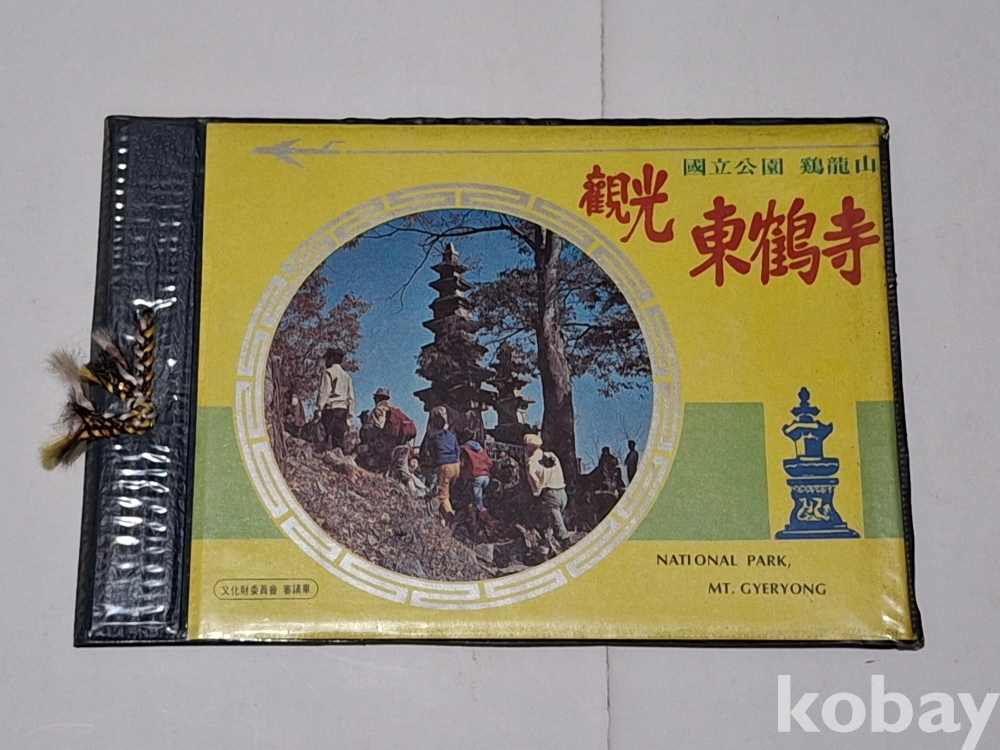 國立公園 鷄龍山
觀光 東鶴寺
NATIONAL PARK,
MT. GYERYONG
文化財委員會 審議畢
kobay